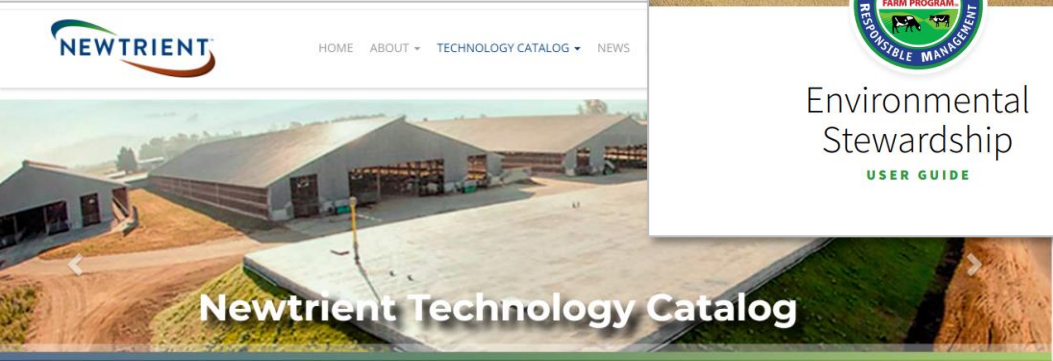 NEWTRIENT
HOME ABOUT TECHNOLOGY CATALOG NEWS
FARM PROGRAM
RESPONSIBLE MANAGEMENT
Environmental
Stewardship
USER GUIDE
Newtrient Technology Catalog